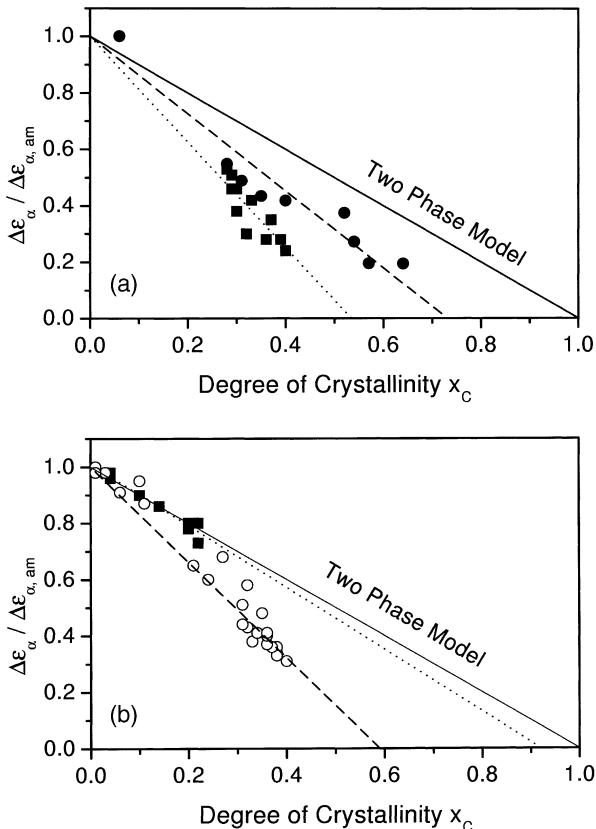 1.0
0.8
0.6
0.4
0.2
0.0
Δε_α / Δε_α, am
Two Phase Model
(a)
0.0 0.2 0.4 0.6 0.8 1.0
Degree of Crystallinity x_C
1.0
0.8
0.6
0.4
0.2
0.0
Δε_α / Δε_α, am
Two Phase Model
(b)
0.0 0.2 0.4 0.6 0.8 1.0
Degree of Crystallinity x_C